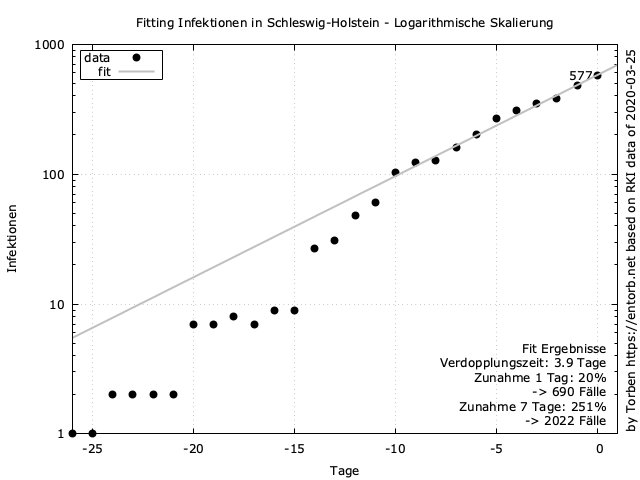 Fitting Infektionen in Schleswig-Holstein - Logarithmische Skalierung
1000
100
10
1
Infektionen
data
fit
577
Fit Ergebnisse
Verdopplungszeit: 3.9 Tage
Zunahme 1 Tag: 20%
-> 690 Fälle
Zunahme 7 Tage: 251%
-> 2022 Fälle
-25
-20
-15
-10
-5
0
Tage
by Torben https://entorb.net based on RKI data of 2020-03-25